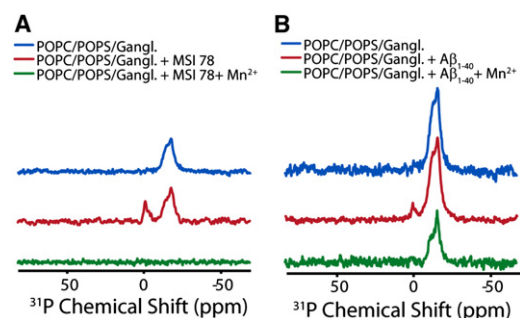 A
POPC/POPS/Gangl.
POPC/POPS/Gangl. + MSI 78
POPC/POPS/Gangl. + MSI 78+ Mn²⁺
50 0 -50
³¹P Chemical Shift (ppm)
B
POPC/POPS/Gangl.
POPC/POPS/Gangl. + Aβ₁₋₄₀
POPC/POPS/Gangl. + Aβ₁₋₄₀+ Mn²⁺
50 0 -50
³¹P Chemical Shift (ppm)